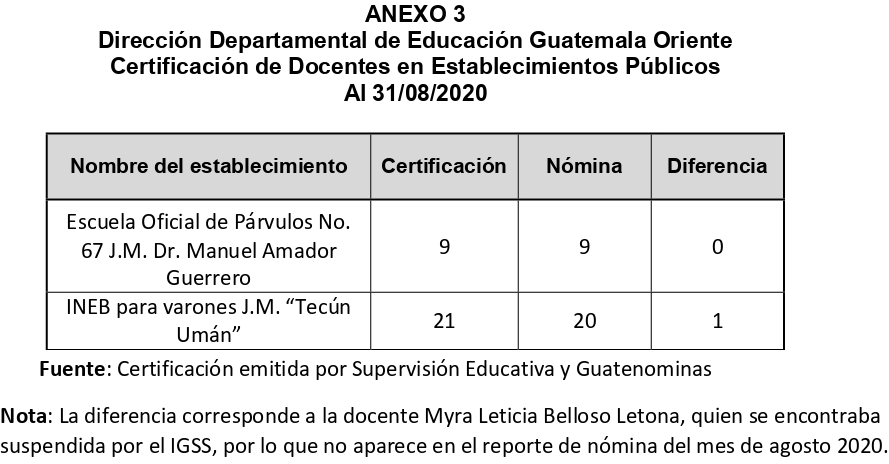 ANEXO 3
Dirección Departamental de Educación Guatemala Oriente
Certificación de Docentes en Establecimientos Públicos
Al 31/08/2020
Nombre del establecimiento Certificación Nómina Diferencia
Escuela Oficial de Párvulos No.
67 J.M. Dr. Manuel Amador 9 9 0
Guerrero
INEB para varones J.M. “Tecún
Umán” 21 20 1
Fuente: Certificación emitida por Supervisión Educativa y Guatenominas
Nota: La diferencia corresponde a la docente Myra Leticia Belloso Letona, quien se encontraba
suspendida por el IGSS, por lo que no aparece en el reporte de nómina del mes de agosto 2020.